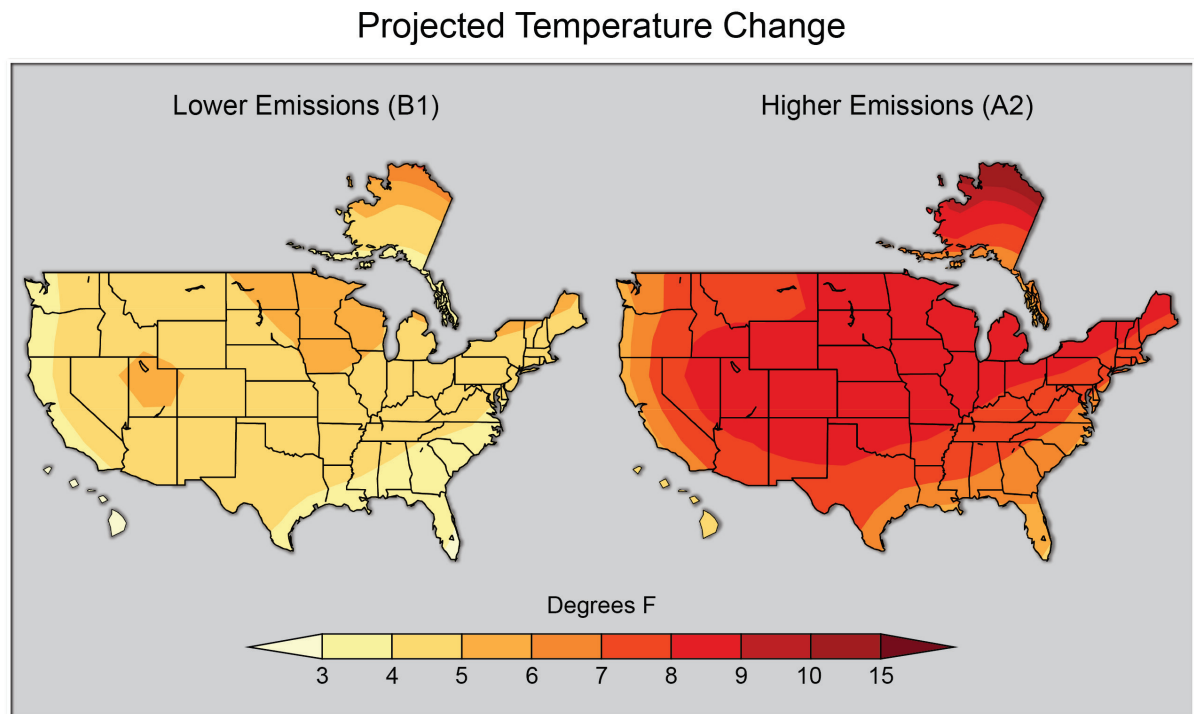 Projected Temperature Change
Lower Emissions (B1)
Higher Emissions (A2)
Degrees F
3 4 5 6 7 8 9 10 15